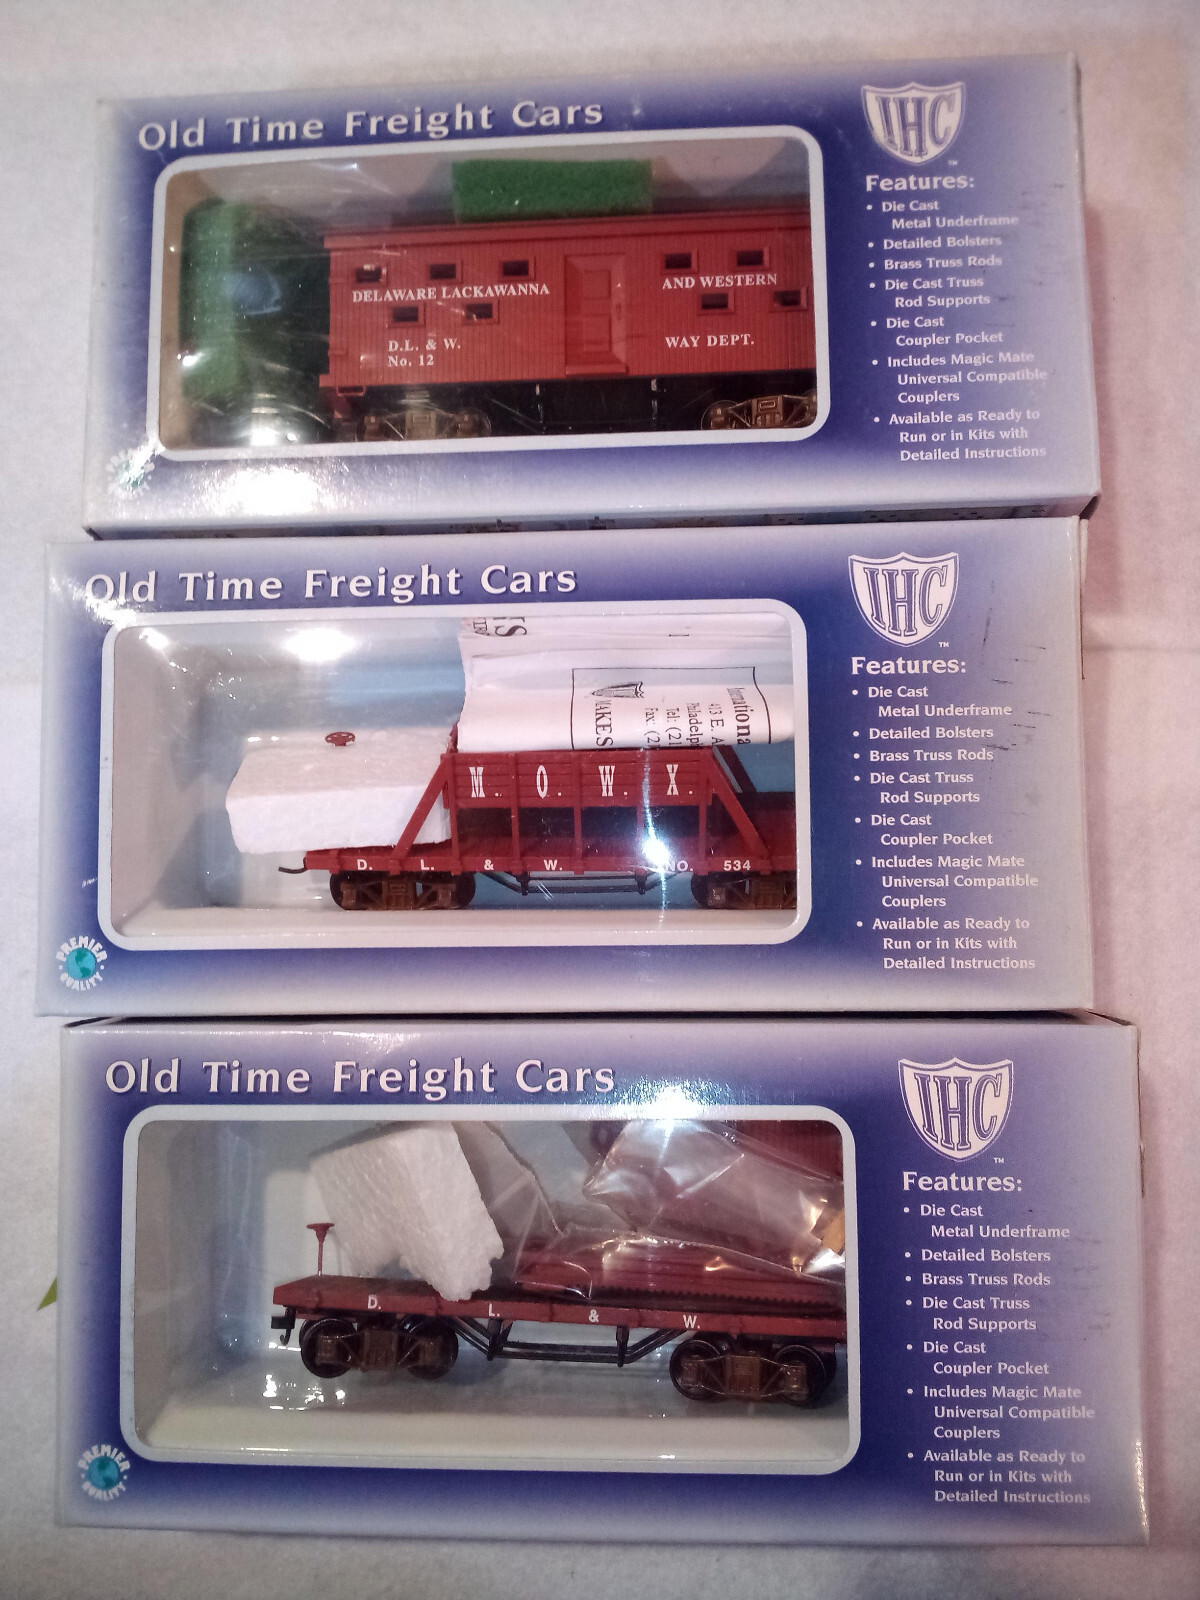 Old Time Freight Cars
IHC
TM
Features:
• Die Cast
Metal Underframe
• Detailed Bolsters
• Brass Truss Rods
• Die Cast Truss
Rod Supports
• Die Cast
Coupler Pocket
• Includes Magic Mate
Universal Compatible
Couplers
• Available as Ready to
Run or in Kits with
Detailed Instructions
DELAWARE LACKAWANNA
AND WESTERN
D.L. & W.
No. 12
WAY DEPT.
Old Time Freight Cars
IHC
TM
Features:
• Die Cast
Metal Underframe
• Detailed Bolsters
• Brass Truss Rods
• Die Cast Truss
Rod Supports
• Die Cast
Coupler Pocket
• Includes Magic Mate
Universal Compatible
Couplers
• Available as Ready to
Run or in Kits with
Detailed Instructions
M. O. W. X.
D. L. & W. NO. 534
PREMIER
QUALITY
Old Time Freight Cars
IHC
TM
Features:
• Die Cast
Metal Underframe
• Detailed Bolsters
• Brass Truss Rods
• Die Cast Truss
Rod Supports
• Die Cast
Coupler Pocket
• Includes Magic Mate
Universal Compatible
Couplers
• Available as Ready to
Run or in Kits with
Detailed Instructions
D. L. & W.
PREMIER
QUALITY